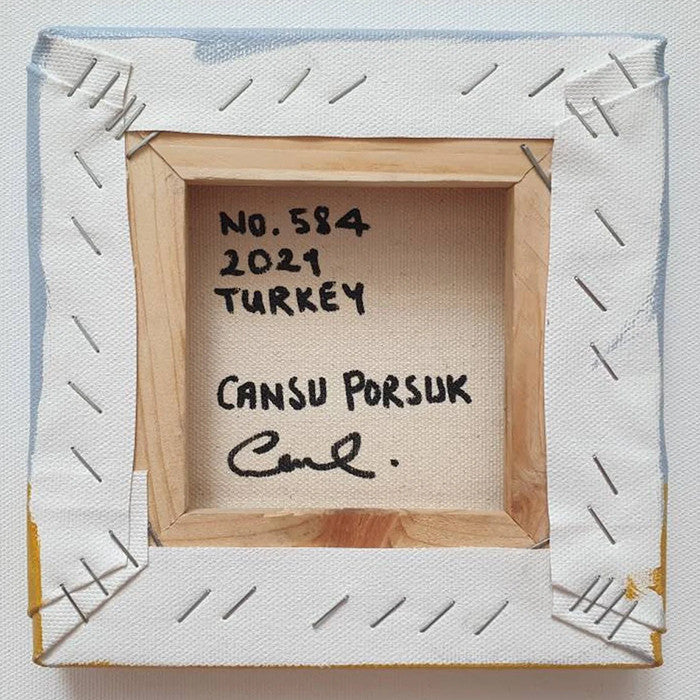 NO. 584
2021
TURKEY
CANSU PORSUK